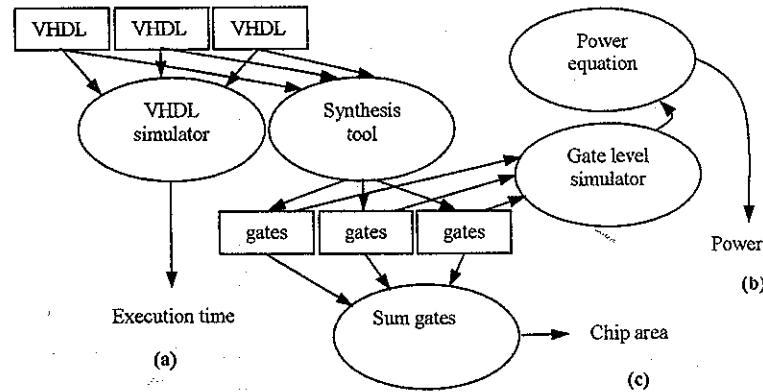 VHDL
VHDL
VHDL
Power
equation
VHDL
simulator
Synthesis
tool
Gate level
simulator
gates
gates
gates
Power
(b)
Execution time
(a)
Sum gates
Chip area
(c)